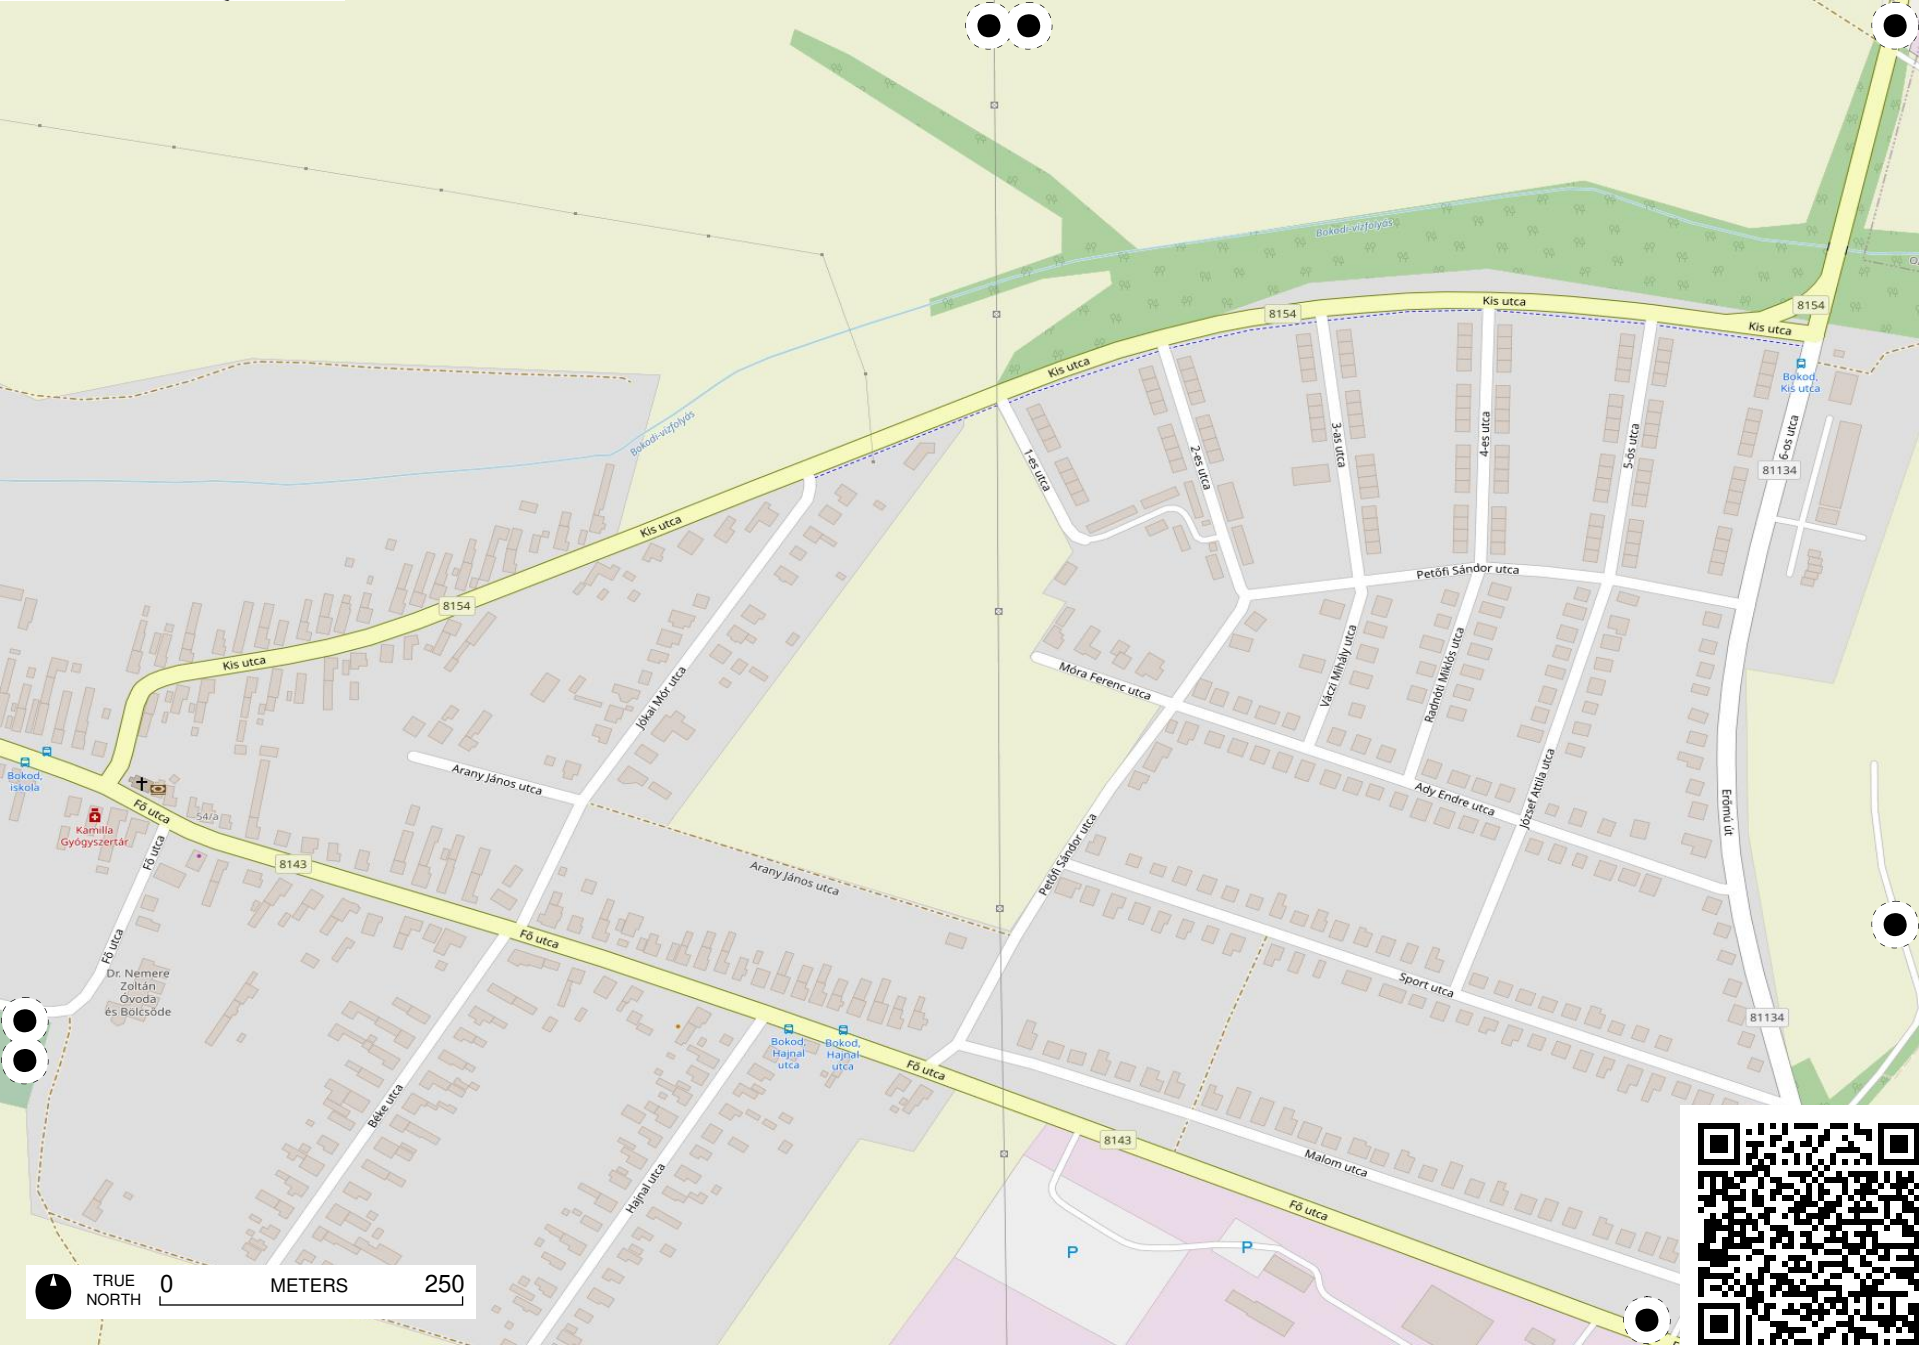 Bokodi-vízfolyás
Kis utca
8154
8154
Kis utca
Kis utca
Bokod,
Kis utca
Bokodi-vízfolyás
1-es utca
2-es utca
3-as utca
4-es utca
5-ös utca
6-os utca
81134
Kis utca
8154
Petőfi Sándor utca
Kis utca
Jókai Mór utca
Móra Ferenc utca
Váczi Mihály utca
Radnóti Miklós utca
József Attila utca
Ady Endre utca
Erőmű út
Bokod,
iskola
Arany János utca
Fő utca
54/a
Kamilla
Gyógyszertár
Fő utca
8143
Arany János utca
Petőfi Sándor utca
Fő utca
Fő utca
Dr. Nemere
Zoltán
Óvoda
és Bölcsőde
Sport utca
81134
Bokod,
Hajnal
utca
Bokod,
Hajnal
utca
Fő utca
Béke utca
Hajnal utca
8143
Malom utca
Fő utca
P
P
TRUE
NORTH
0 METERS 250